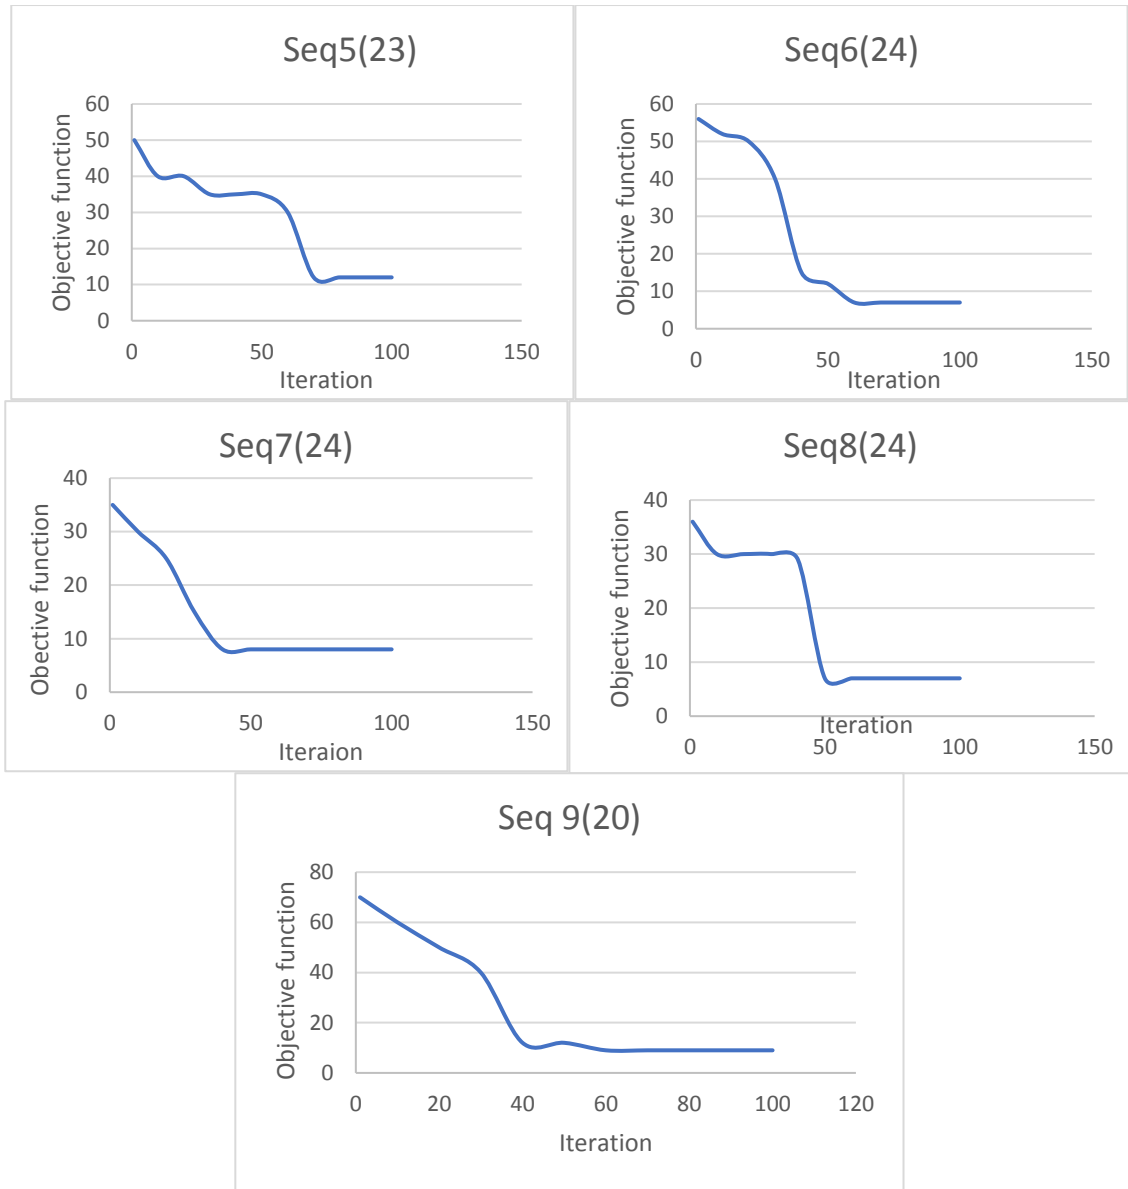 Seq5(23)
Objective function
60
50
40
30
20
10
0
0 50 100 150
Iteration
Seq6(24)
Objective function
60
50
40
30
20
10
0
0 50 100 150
Iteration
Seq7(24)
Obective function
40
30
20
10
0
0 50 100 150
Iteraion
Seq8(24)
Objective function
40
30
20
10
0
Iteration
0 50 100 150
Seq 9(20)
Objective function
80
60
40
20
0
0 20 40 60 80 100 120
Iteration